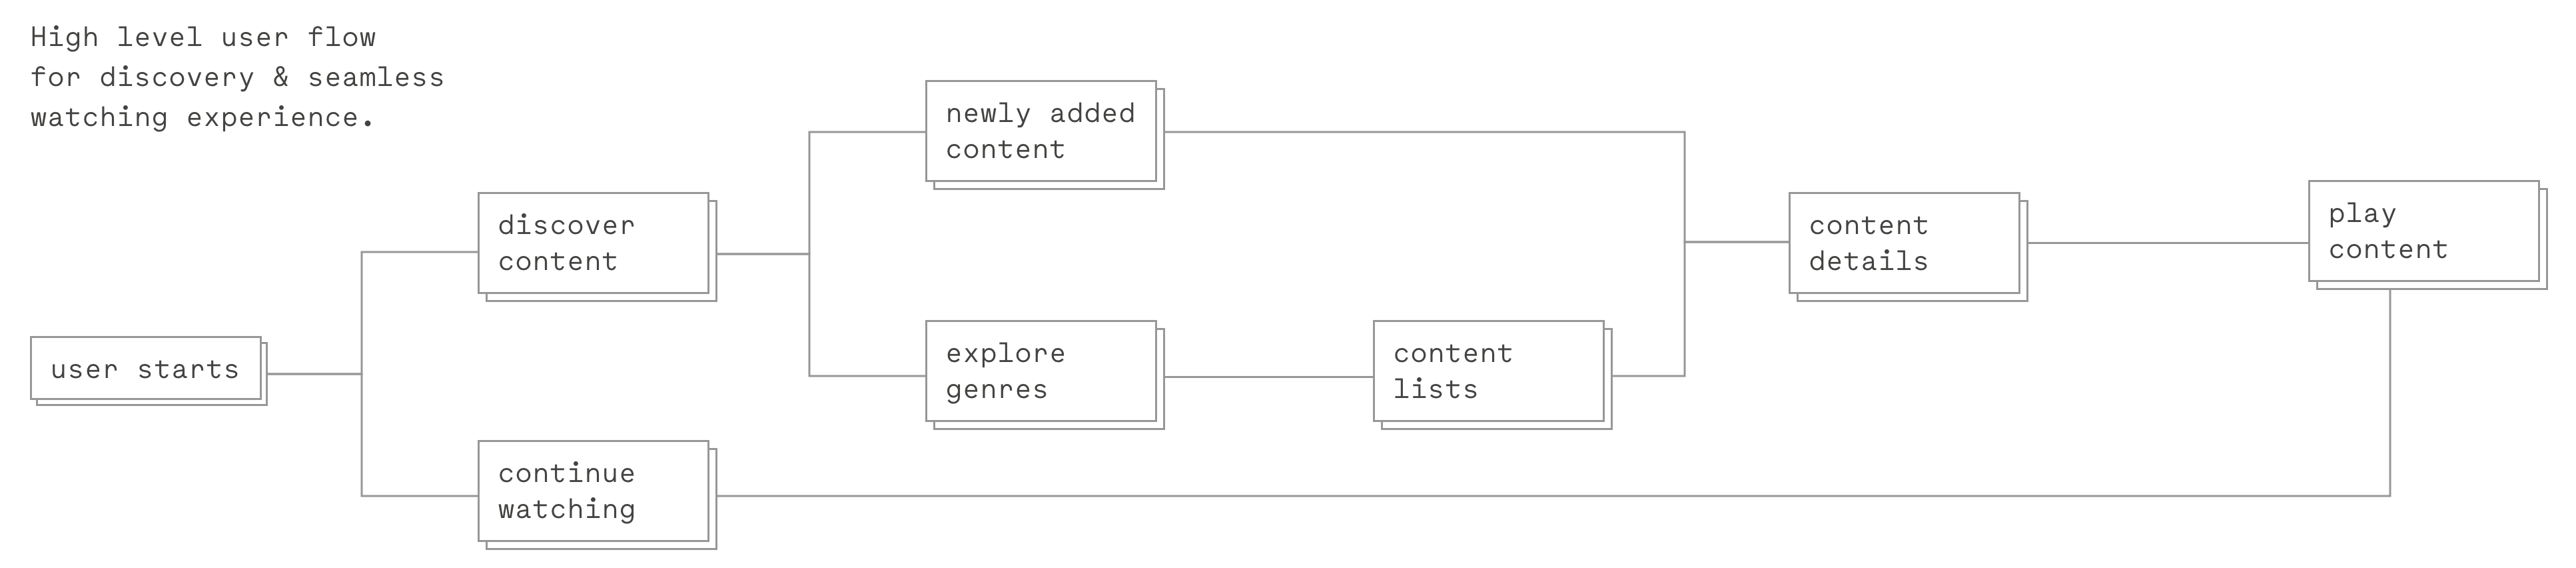 High level user flow
for discovery & seamless
watching experience.
newly added
content
discover
content
content
details
play
content
user starts
explore
genres
content
lists
continue
watching